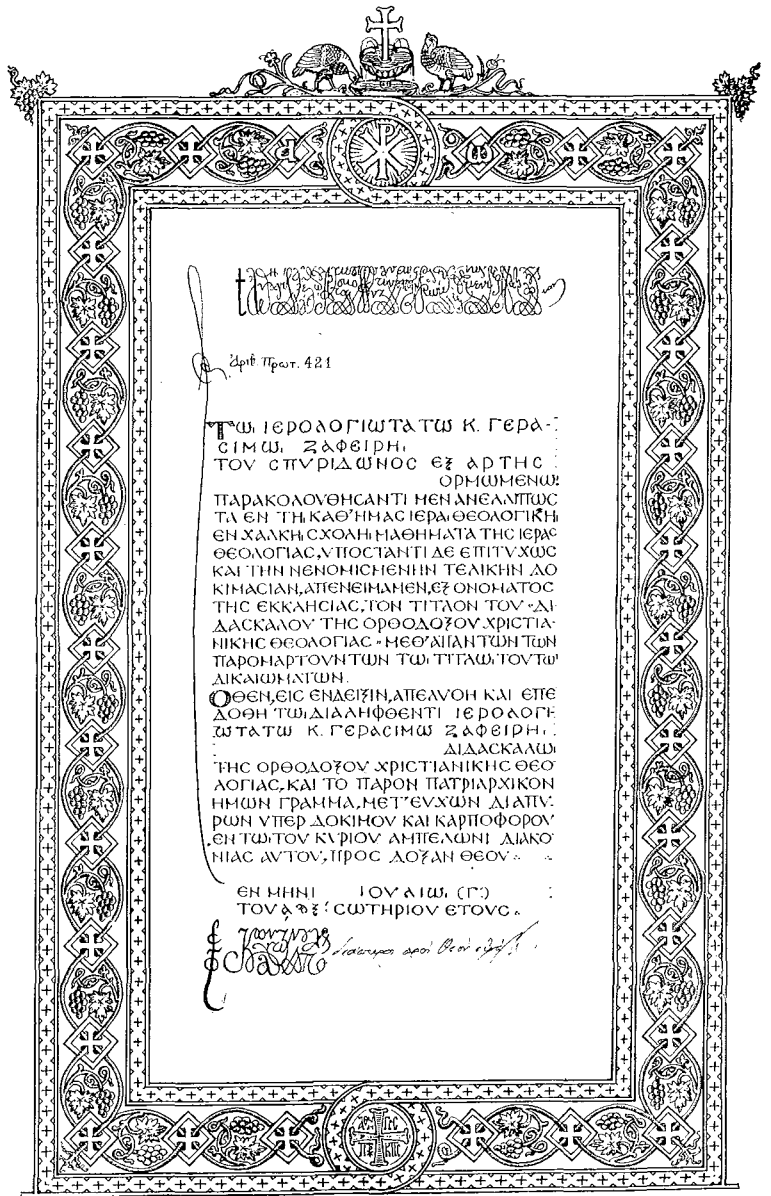 Ἀριθ. Πρωτ. 421
ΤΩΙ ΙΕΡΟΛΟΓΙΩΤΑΤΩ Κ. ΓΕΡΑ-
ΣΙΜΩΙ ΖΑΦΕΙΡΗΙ
ΤΟΥ ΣΠΥΡΙΔΩΝΟΣ ΕΞ ΑΡΤΗΣ
ΟΡΜΩΜΕΝΩΙ
ΠΑΡΑΚΟΛΟΥΘΗΣΑΝΤΙ ΜΕΝ ΑΝΕΛΛΙΠΩΣ
ΤΑ ΕΝ ΤΗΙ ΚΑΘ'ΗΜΑΣ ΙΕΡΑΙ ΘΕΟΛΟΓΙΚΗΙ
ΕΝ ΧΑΛΚΗΙ ΣΧΟΛΗΙ ΜΑΘΗΜΑΤΑ ΤΗΣ ΙΕΡΑΣ
ΘΕΟΛΟΓΙΑΣ, ΥΠΟΣΤΑΝΤΙ ΔΕ ΕΠΙΤΥΧΩΣ
ΚΑΙ ΤΗΝ ΝΕΝΟΜΙΣΜΕΝΗΝ ΤΕΛΙΚΗΝ ΔΟ
ΚΙΜΑΣΙΑΝ, ΑΠΕΝΕΙΜΑΜΕΝ, ΕΞ ΟΝΟΜΑΤΟΣ
ΤΗΣ ΕΚΚΛΗΣΙΑΣ, ΤΟΝ ΤΙΤΛΟΝ ΤΟΥ «ΔΙ
ΔΑΣΚΑΛΟΥ ΤΗΣ ΟΡΘΟΔΟΞΟΥ ΧΡΙΣΤΙΑ-
ΝΙΚΗΣ ΘΕΟΛΟΓΙΑΣ» ΜΕΘ'ΑΠΑΝΤΩΝ ΤΩΝ
ΠΑΡΟΜΑΡΤΟΥΝΤΩΝ ΤΩΙ ΤΙΤΛΩΙ ΤΟΥΤΩΙ
ΔΙΚΑΙΩΜΑΤΩΝ.
ΟΘΕΝ, ΕΙΣ ΕΝΔΕΙΞΙΝ, ΑΠΕΛΥΘΗ ΚΑΙ ΕΠΕ
ΔΟΘΗ ΤΩΙ ΔΙΑΛΗΦΘΕΝΤΙ ΙΕΡΟΛΟΓΙ
ΩΤΑΤΩ Κ. ΓΕΡΑΣΙΜΩ ΖΑΦΕΙΡΗΙ
ΔΙΔΑΣΚΑΛΩΙ
ΤΗΣ ΟΡΘΟΔΟΞΟΥ ΧΡΙΣΤΙΑΝΙΚΗΣ ΘΕΟ
ΛΟΓΙΑΣ, ΚΑΙ ΤΟ ΠΑΡΟΝ ΠΑΤΡΙΑΡΧΙΚΟΝ
ΗΜΩΝ ΓΡΑΜΜΑ, ΜΕΤ'ΕΥΧΩΝ ΔΙΑΠΥ
ΡΩΝ ΥΠΕΡ ΔΟΚΙΜΟΥ ΚΑΙ ΚΑΡΠΟΦΟΡΟΥ
ΕΝ ΤΩΙ ΤΟΥ ΚΥΡΙΟΥ ΑΜΠΕΛΩΝΙ ΔΙΑΚΟ
ΝΙΑΣ ΑΥΤΟΥ, ΠΡΟΣ ΔΟΞΑΝ ΘΕΟΥ
ΕΝ ΜΗΝΙ ΙΟΥΛΙΩΙ (Γ')
ΤΟΥ ͵ΑϠΞ' ΣΩΤΗΡΙΟΥ ΕΤΟΥΣ.